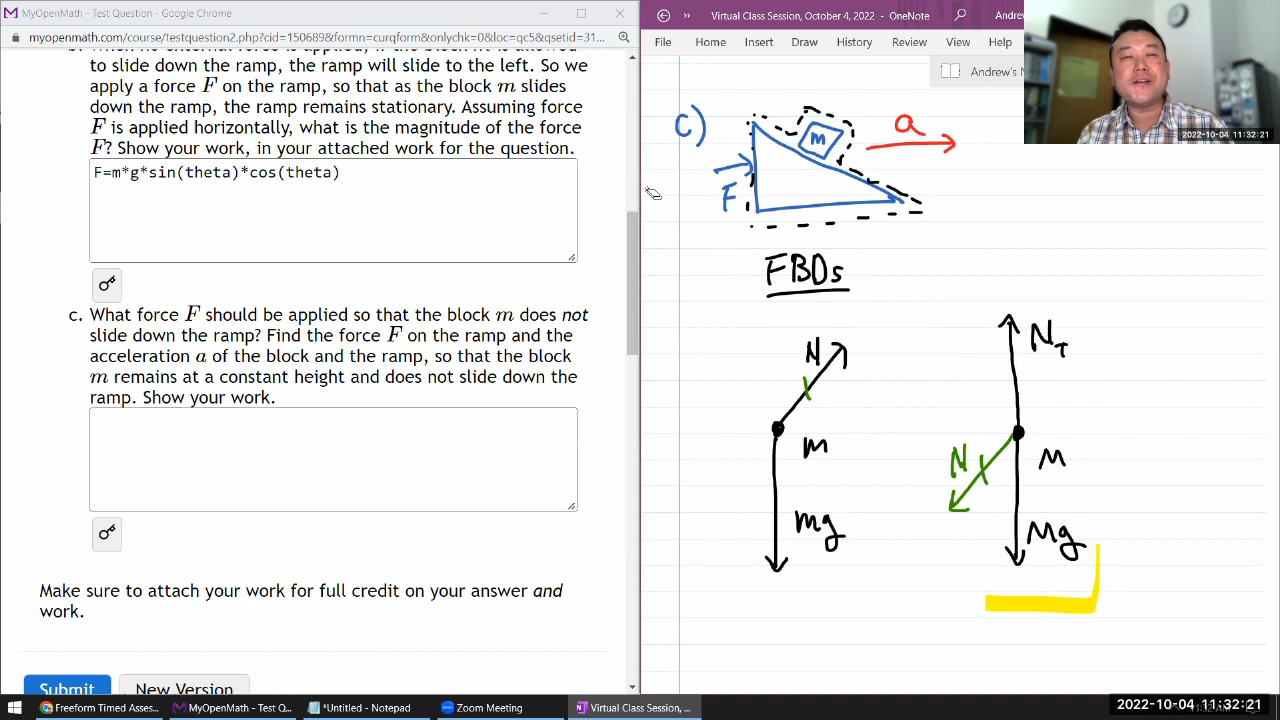 MyOpenMath - Test Question - Google Chrome
myopenmath.com/course/testquestion2.php?cid=150689&formn=curqform&onlychk=0&loc=qc5&qsetid=31...
to slide down the ramp, the ramp will slide to the left. So we
apply a force F on the ramp, so that as the block m slides
down the ramp, the ramp remains stationary. Assuming force
F is applied horizontally, what is the magnitude of the force
F? Show your work, in your attached work for the question.
F=m*g*sin(theta)*cos(theta)
c. What force F should be applied so that the block m does not
slide down the ramp? Find the force F on the ramp and the
acceleration a of the block and the ramp, so that the block
m remains at a constant height and does not slide down the
ramp. Show your work.
Make sure to attach your work for full credit on your answer and
work.
Submit
New Version
Virtual Class Session, October 4, 2022 - OneNote
Andrew
File Home Insert Draw History Review View Help
Andrew's N
2022-10-04 11:32:21
c)
m
a
F
FBDs
N
m
mg
N_T
N
M
Mg
Freeform Timed Asses...
MyOpenMath - Test Q...
*Untitled - Notepad
Zoom Meeting
Virtual Class Session, ...
2022-10-04 11:32:21